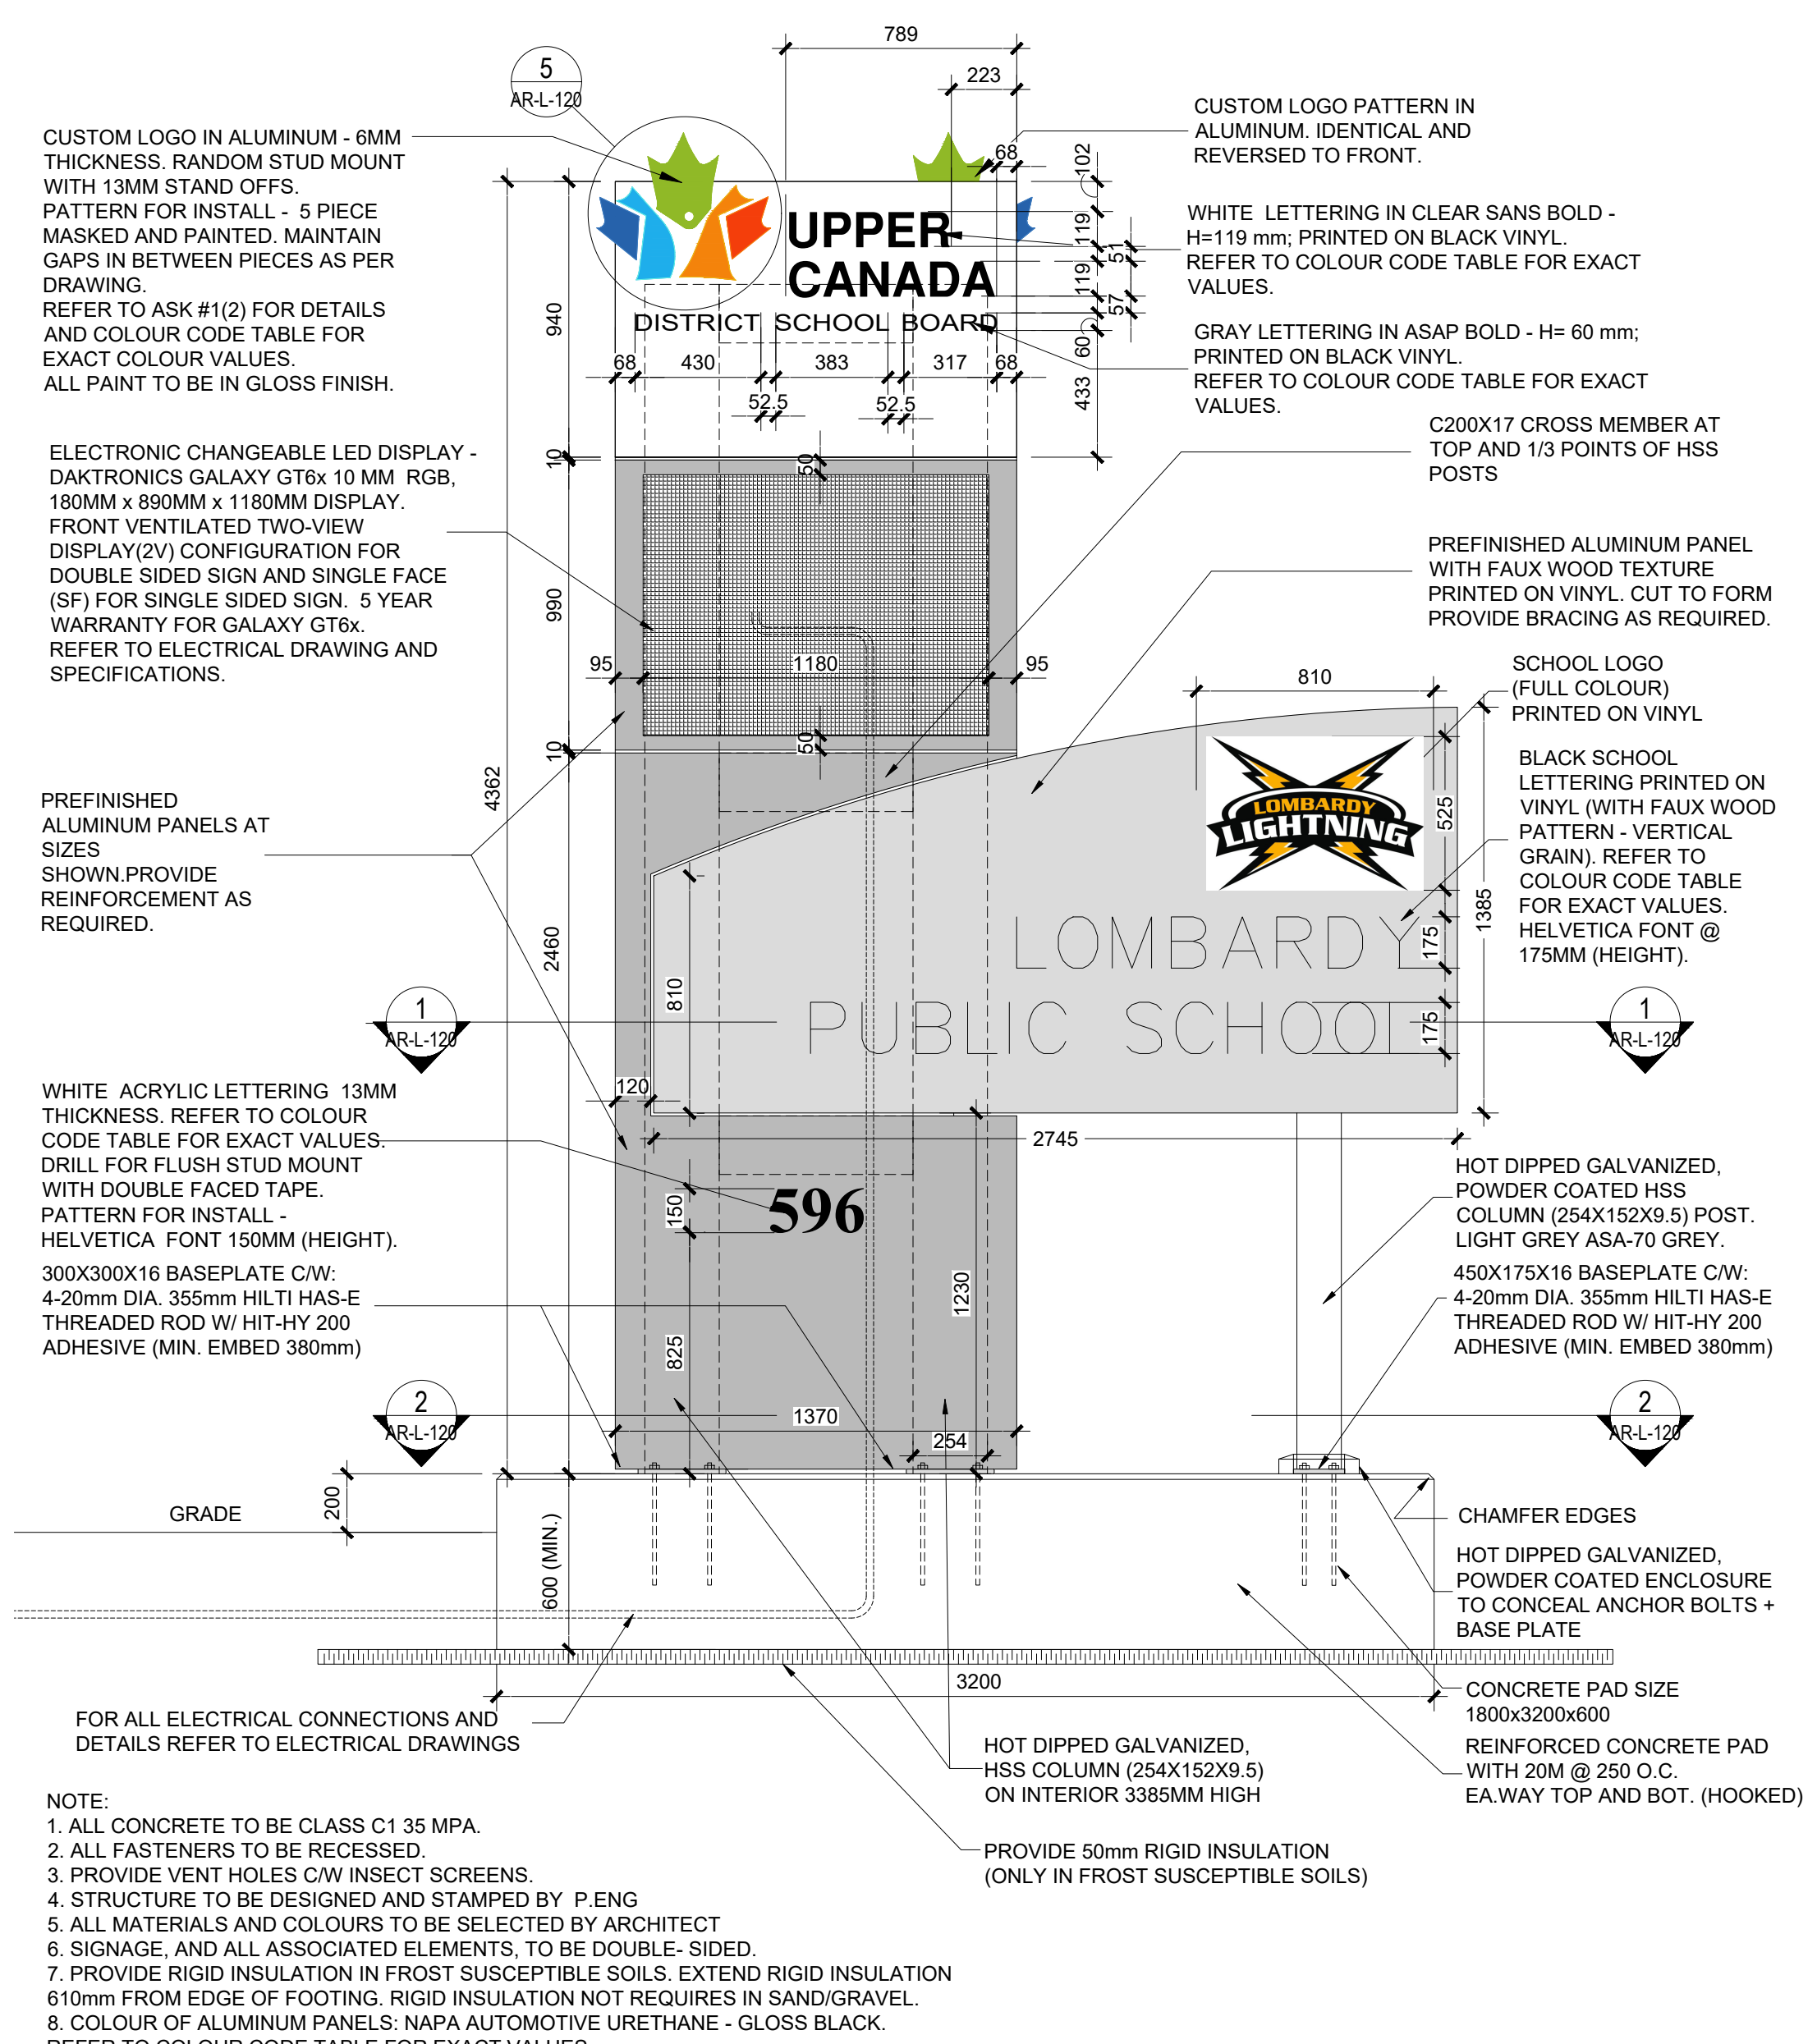 789
223
5
AR-L-120
CUSTOM LOGO IN ALUMINUM - 6MM
THICKNESS. RANDOM STUD MOUNT
WITH 13MM STAND OFFS.
PATTERN FOR INSTALL - 5 PIECE
MASKED AND PAINTED. MAINTAIN
GAPS IN BETWEEN PIECES AS PER
DRAWING.
REFER TO ASK #1(2) FOR DETAILS
AND COLOUR CODE TABLE FOR
EXACT COLOUR VALUES.
ALL PAINT TO BE IN GLOSS FINISH.
CUSTOM LOGO PATTERN IN
ALUMINUM. IDENTICAL AND
REVERSED TO FRONT.
68
102
WHITE LETTERING IN CLEAR SANS BOLD -
H=119 mm; PRINTED ON BLACK VINYL.
REFER TO COLOUR CODE TABLE FOR EXACT
VALUES.
UPPER
CANADA
DISTRICT SCHOOL BOARD
119
51
119
57
60
433
GRAY LETTERING IN ASAP BOLD - H= 60 mm;
PRINTED ON BLACK VINYL.
REFER TO COLOUR CODE TABLE FOR EXACT
VALUES.
940
68
430
383
317
68
52.5
52.5
C200X17 CROSS MEMBER AT
TOP AND 1/3 POINTS OF HSS
POSTS
ELECTRONIC CHANGEABLE LED DISPLAY -
DAKTRONICS GALAXY GT6x 10 MM RGB,
180MM x 890MM x 1180MM DISPLAY.
FRONT VENTILATED TWO-VIEW
DISPLAY(2V) CONFIGURATION FOR
DOUBLE SIDED SIGN AND SINGLE FACE
(SF) FOR SINGLE SIDED SIGN. 5 YEAR
WARRANTY FOR GALAXY GT6x.
REFER TO ELECTRICAL DRAWING AND
SPECIFICATIONS.
10
50
990
95
1180
95
50
10
PREFINISHED ALUMINUM PANEL
WITH FAUX WOOD TEXTURE
PRINTED ON VINYL. CUT TO FORM
PROVIDE BRACING AS REQUIRED.
810
SCHOOL LOGO
(FULL COLOUR)
PRINTED ON VINYL
4362
PREFINISHED
ALUMINUM PANELS AT
SIZES
SHOWN.PROVIDE
REINFORCEMENT AS
REQUIRED.
LOMBARDY
LIGHTNING
525
1385
BLACK SCHOOL
LETTERING PRINTED ON
VINYL (WITH FAUX WOOD
PATTERN - VERTICAL
GRAIN). REFER TO
COLOUR CODE TABLE
FOR EXACT VALUES.
HELVETICA FONT @
175MM (HEIGHT).
2460
810
LOMBARDY
175
PUBLIC SCHOOL
175
1
AR-L-120
1
AR-L-120
120
2745
WHITE ACRYLIC LETTERING 13MM
THICKNESS. REFER TO COLOUR
CODE TABLE FOR EXACT VALUES.
DRILL FOR FLUSH STUD MOUNT
WITH DOUBLE FACED TAPE.
PATTERN FOR INSTALL -
HELVETICA FONT 150MM (HEIGHT).
150
596
HOT DIPPED GALVANIZED,
POWDER COATED HSS
COLUMN (254X152X9.5) POST.
LIGHT GREY ASA-70 GREY.
300X300X16 BASEPLATE C/W:
4-20mm DIA. 355mm HILTI HAS-E
THREADED ROD W/ HIT-HY 200
ADHESIVE (MIN. EMBED 380mm)
1230
825
450X175X16 BASEPLATE C/W:
4-20mm DIA. 355mm HILTI HAS-E
THREADED ROD W/ HIT-HY 200
ADHESIVE (MIN. EMBED 380mm)
2
AR-L-120
1370
254
2
AR-L-120
200
GRADE
600 (MIN.)
CHAMFER EDGES
HOT DIPPED GALVANIZED,
POWDER COATED ENCLOSURE
TO CONCEAL ANCHOR BOLTS +
BASE PLATE
3200
CONCRETE PAD SIZE
1800x3200x600
FOR ALL ELECTRICAL CONNECTIONS AND
DETAILS REFER TO ELECTRICAL DRAWINGS
HOT DIPPED GALVANIZED,
HSS COLUMN (254X152X9.5)
ON INTERIOR 3385MM HIGH
REINFORCED CONCRETE PAD
WITH 20M @ 250 O.C.
EA.WAY TOP AND BOT. (HOOKED)
PROVIDE 50mm RIGID INSULATION
(ONLY IN FROST SUSCEPTIBLE SOILS)
NOTE:
1. ALL CONCRETE TO BE CLASS C1 35 MPA.
2. ALL FASTENERS TO BE RECESSED.
3. PROVIDE VENT HOLES C/W INSECT SCREENS.
4. STRUCTURE TO BE DESIGNED AND STAMPED BY P.ENG
5. ALL MATERIALS AND COLOURS TO BE SELECTED BY ARCHITECT
6. SIGNAGE, AND ALL ASSOCIATED ELEMENTS, TO BE DOUBLE- SIDED.
7. PROVIDE RIGID INSULATION IN FROST SUSCEPTIBLE SOILS. EXTEND RIGID INSULATION
610mm FROM EDGE OF FOOTING. RIGID INSULATION NOT REQUIRES IN SAND/GRAVEL.
8. COLOUR OF ALUMINUM PANELS: NAPA AUTOMOTIVE URETHANE - GLOSS BLACK.
REFER TO COLOUR CODE TABLE FOR EXACT VALUES